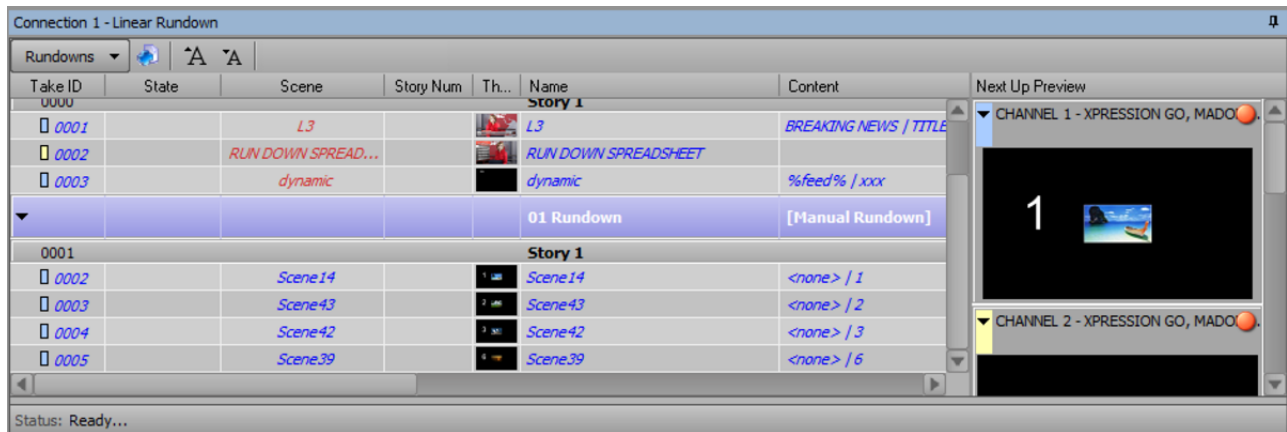 Connection 1 - Linear Rundown
Rundowns A A
Take ID State Scene Story Num Th... Name Content Next Up Preview
0000 Story 1
0001 L3 L3 BREAKING NEWS | TITLE
0002 RUN DOWN SPREAD... RUN DOWN SPREADSHEET
0003 dynamic dynamic %feed% | xxx
01 Rundown [Manual Rundown]
0001 Story 1
0002 Scene14 1 Scene14 <none> | 1
0003 Scene43 2 Scene43 <none> | 2
0004 Scene42 3 Scene42 <none> | 3
0005 Scene39 6 Scene39 <none> | 6
CHANNEL 1 - XPRESSION GO, MADO
1
CHANNEL 2 - XPRESSION GO, MADO
Status: Ready...